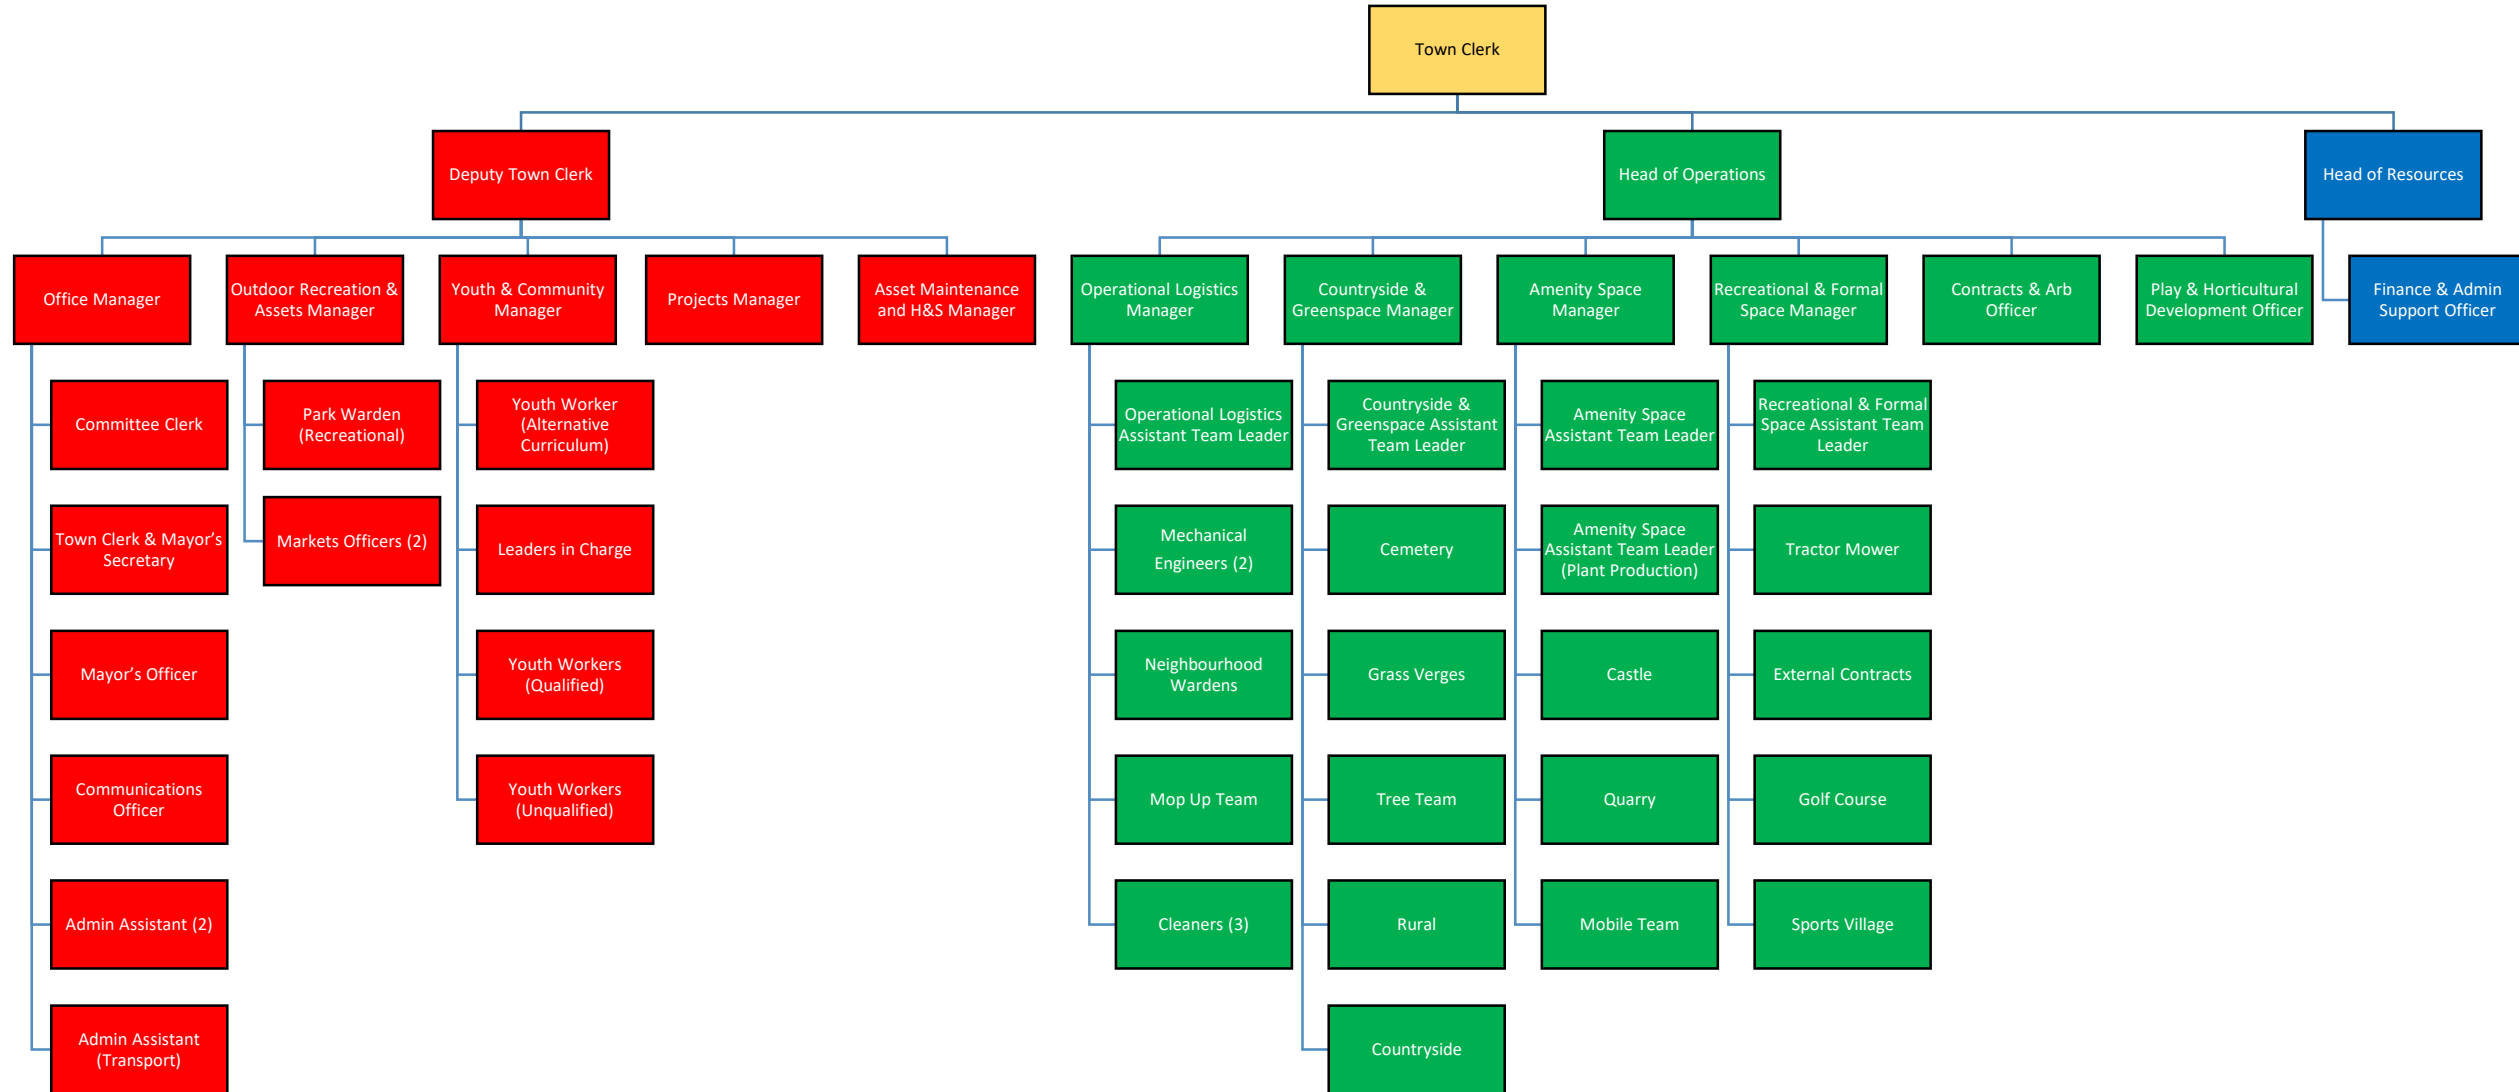 Town Clerk
Deputy Town Clerk
Head of Operations
Head of Resources
Office Manager
Outdoor Recreation &
Assets Manager
Youth & Community
Manager
Projects Manager
Asset Maintenance
and H&S Manager
Operational Logistics
Manager
Countryside &
Greenspace Manager
Amenity Space
Manager
Recreational & Formal
Space Manager
Contracts & Arb
Officer
Play & Horticultural
Development Officer
Finance & Admin
Support Officer
Committee Clerk
Park Warden
(Recreational)
Youth Worker
(Alternative
Curriculum)
Operational Logistics
Assistant Team Leader
Countryside &
Greenspace Assistant
Team Leader
Amenity Space
Assistant Team Leader
Recreational & Formal
Space Assistant Team
Leader
Town Clerk & Mayor’s
Secretary
Markets Officers (2)
Leaders in Charge
Mechanical
Engineers (2)
Cemetery
Amenity Space
Assistant Team Leader
(Plant Production)
Tractor Mower
Mayor’s Officer
Youth Workers
(Qualified)
Neighbourhood
Wardens
Grass Verges
Castle
External Contracts
Communications
Officer
Youth Workers
(Unqualified)
Mop Up Team
Tree Team
Quarry
Golf Course
Admin Assistant (2)
Cleaners (3)
Rural
Mobile Team
Sports Village
Admin Assistant
(Transport)
Countryside